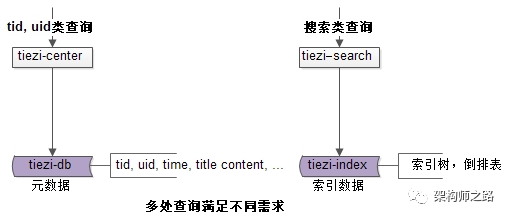 tid, uid类查询
搜索类查询
tiezi-center
tiezi–search
tiezi-db
tid, uid, time, title content, …
tiezi-index
索引树，倒排表
元数据
索引数据
多处查询满足不同需求
架构师之路